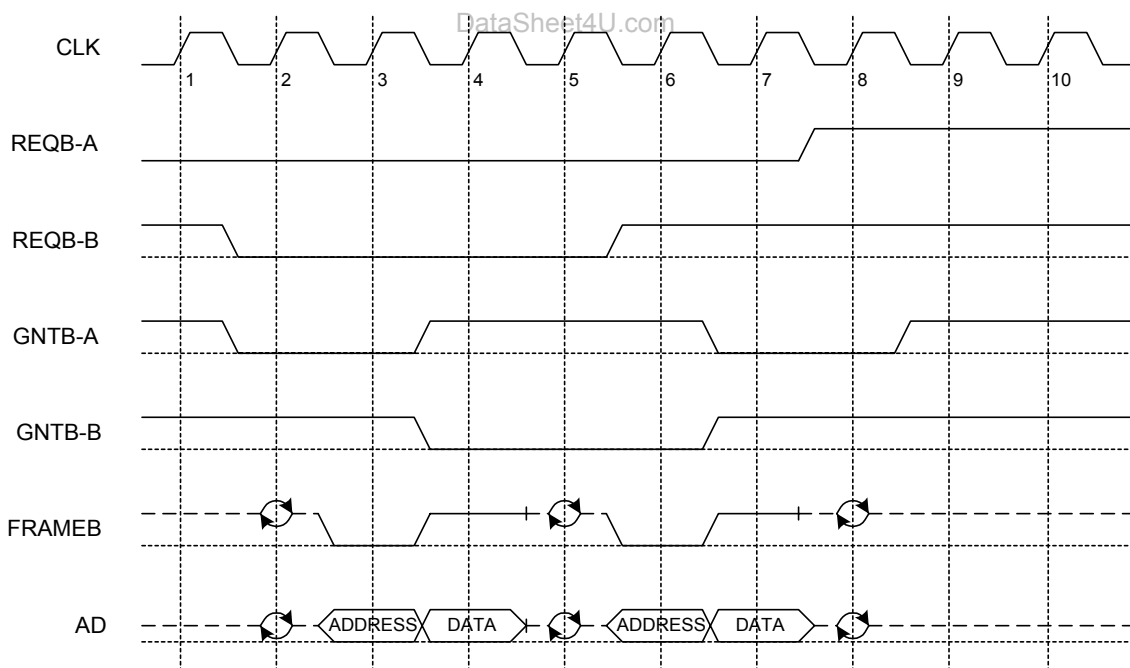 DataSheet4U.com
CLK
1 2 3 4 5 6 7 8 9 10
REQB-A
REQB-B
GNTB-A
GNTB-B
FRAMEB
AD ADDRESS DATA ADDRESS DATA